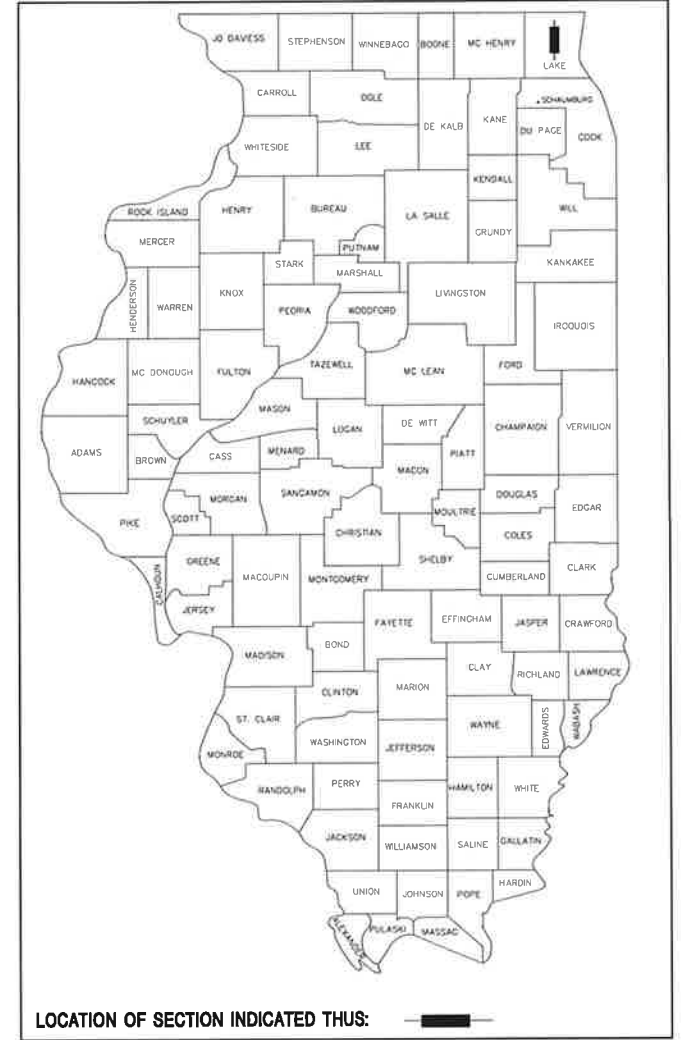 JO DAVIESS
STEPHENSON
WINNEBAGO
BOONE
MC HENRY
LAKE
CARROLL
OGLE
SCHAUMBURG
DE KALB
KANE
DU PAGE
COOK
WHITESIDE
LEE
KENDALL
ROCK ISLAND
HENRY
BUREAU
LA SALLE
WILL
MERCER
PUTNAM
GRUNDY
STARK
MARSHALL
KANKAKEE
HENDERSON
WARREN
KNOX
PEORIA
WOODFORD
LIVINGSTON
IROQUOIS
HANCOCK
MC DONOUGH
FULTON
TAZEWELL
MC LEAN
FORD
MASON
SCHUYLER
LOGAN
DE WITT
CHAMPAIGN
VERMILION
ADAMS
BROWN
CASS
MENARD
PIATT
MACON
MORGAN
SANGAMON
DOUGLAS
EDGAR
PIKE
SCOTT
MOULTRIE
CHRISTIAN
COLES
GREENE
MACOUPIN
MONTGOMERY
SHELBY
CUMBERLAND
CLARK
CALHOUN
JERSEY
FAYETTE
EFFINGHAM
JASPER
CRAWFORD
MADISON
BOND
CLAY
RICHLAND
LAWRENCE
CLINTON
MARION
ST. CLAIR
WAYNE
EDWARDS
WABASH
WASHINGTON
JEFFERSON
MONROE
RANDOLPH
PERRY
HAMILTON
WHITE
FRANKLIN
JACKSON
WILLIAMSON
SALINE
GALLATIN
UNION
JOHNSON
POPE
HARDIN
ALEXANDER
PULASKI
MASSAC
LOCATION OF SECTION INDICATED THUS: